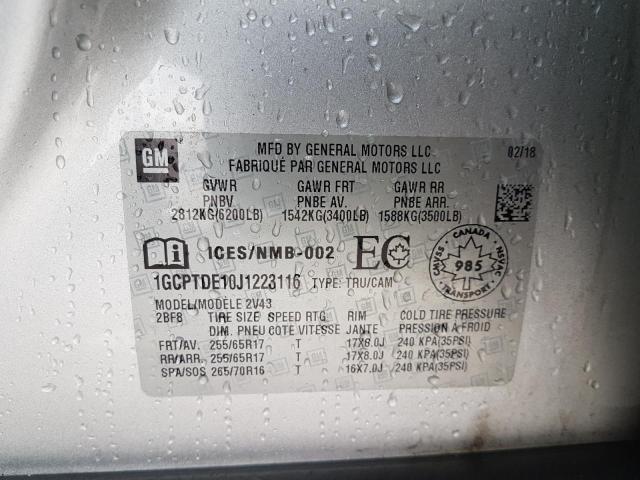 GM
MFD BY GENERAL MOTORS LLC
FABRIQUÉ PAR GENERAL MOTORS LLC
02/18
GVWR GAWR FRT GAWR RR
PNBV PNBE AV. PNBE ARR.
2812KG(6200LB) 1542KG(3400LB) 1588KG(3500LB)
ICES/NMB-002 EC
CANADA
CMVSS 985 NSVAC
1GCPTDE10J1223116 TYPE: TRU/CAM
MODEL/MODÈLE 2V43
2BF8 TIRE SIZE SPEED RTG RIM COLD TIRE PRESSURE
DIM. PNEU COTE VITESSE JANTE PRESSION A FROID
FRT/AV. 255/65R17 T 17X8.0J 240 KPA(35PSI)
RR/ARR. 255/65R17 T 17X8.0J 240 KPA(35PSI)
SPA/SOS 265/70R16 T 16X7.0J 240 KPA(35PSI)